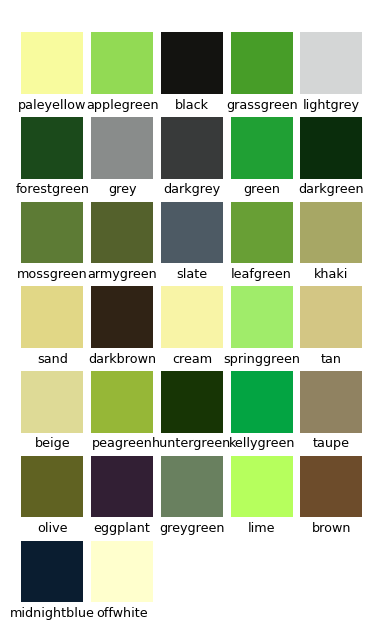 paleyellow applegreen black grassgreen lightgrey
forestgreen grey darkgrey green darkgreen
mossgreen armygreen slate leafgreen khaki
sand darkbrown cream springgreen tan
beige peagreen huntergreen kellygreen taupe
olive eggplant greygreen lime brown
midnightblue offwhite